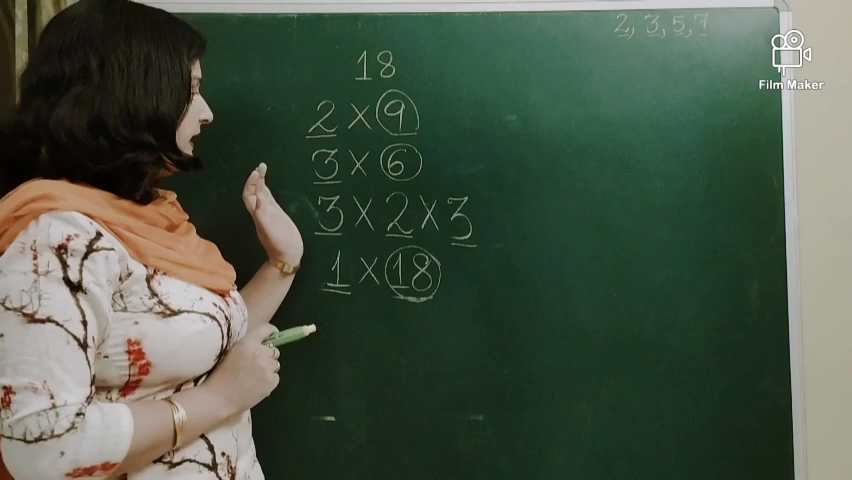 2, 3, 5, 7
18
2 × 9
3 × 6
3 × 2 × 3
1 × 18
Film Maker